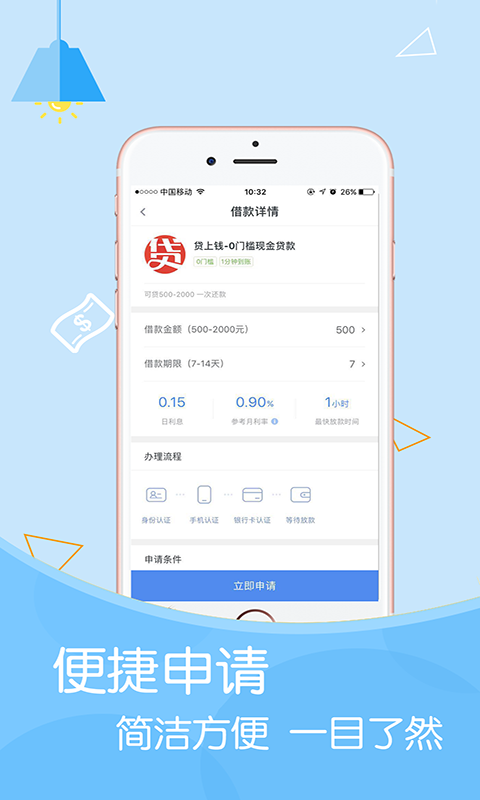 中国移动 10:32 26%
借款详情
贷
贷上钱-0门槛现金贷款
0门槛 1分钟到账
可贷500-2000 一次还款
借款金额（500-2000元） 500
借款期限（7-14天） 7
0.15 0.90% 1小时
日利息 参考月利率 最快放款时间
办理流程
身份认证 手机认证 银行卡认证 等待放款
申请条件
立即申请
便捷申请
简洁方便 一目了然